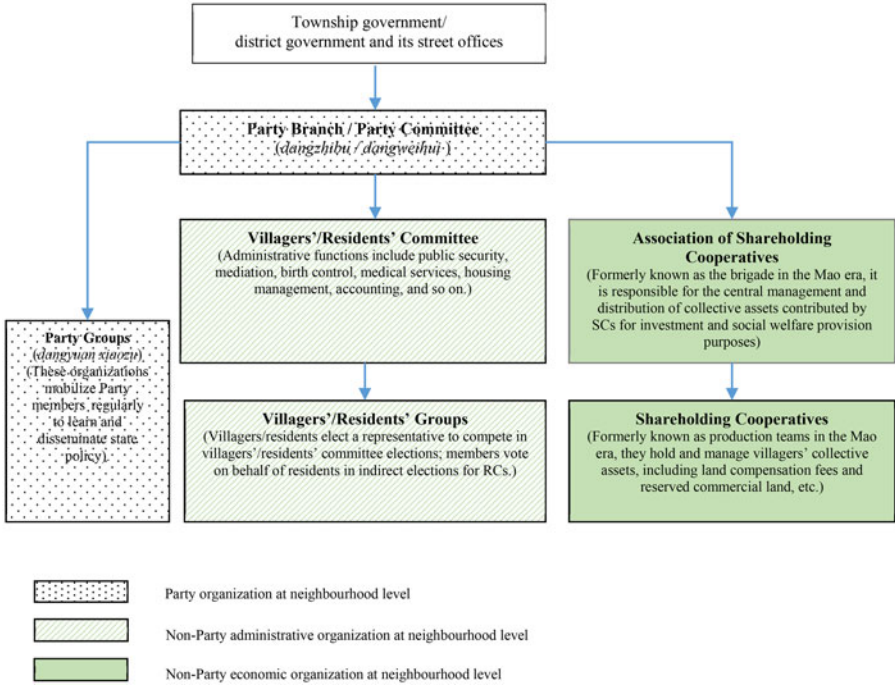 Township government/
district government and its street offices
Party Branch / Party Committee
(dangzhibu / dangweihui )
Villagers’/Residents’ Committee
(Administrative functions include public security,
mediation, birth control, medical services, housing
management, accounting, and so on.)
Association of Shareholding
Cooperatives
(Formerly known as the brigade in the Mao era, it
is responsible for the central management and
distribution of collective assets contributed by
SCs for investment and social welfare provision
purposes)
Party Groups
(dangyuan xiaozu)
(These organizations
mobilize Party
members regularly
to learn and
disseminate state
policy)
Villagers’/Residents’ Groups
(Villagers/residents elect a representative to compete in
villagers’/residents’ committee elections; members vote
on behalf of residents in indirect elections for RCs.)
Shareholding Cooperatives
(Formerly known as production teams in the Mao
era, they hold and manage villagers’ collective
assets, including land compensation fees and
reserved commercial land, etc.)
Party organization at neighbourhood level
Non-Party administrative organization at neighbourhood level
Non-Party economic organization at neighbourhood level